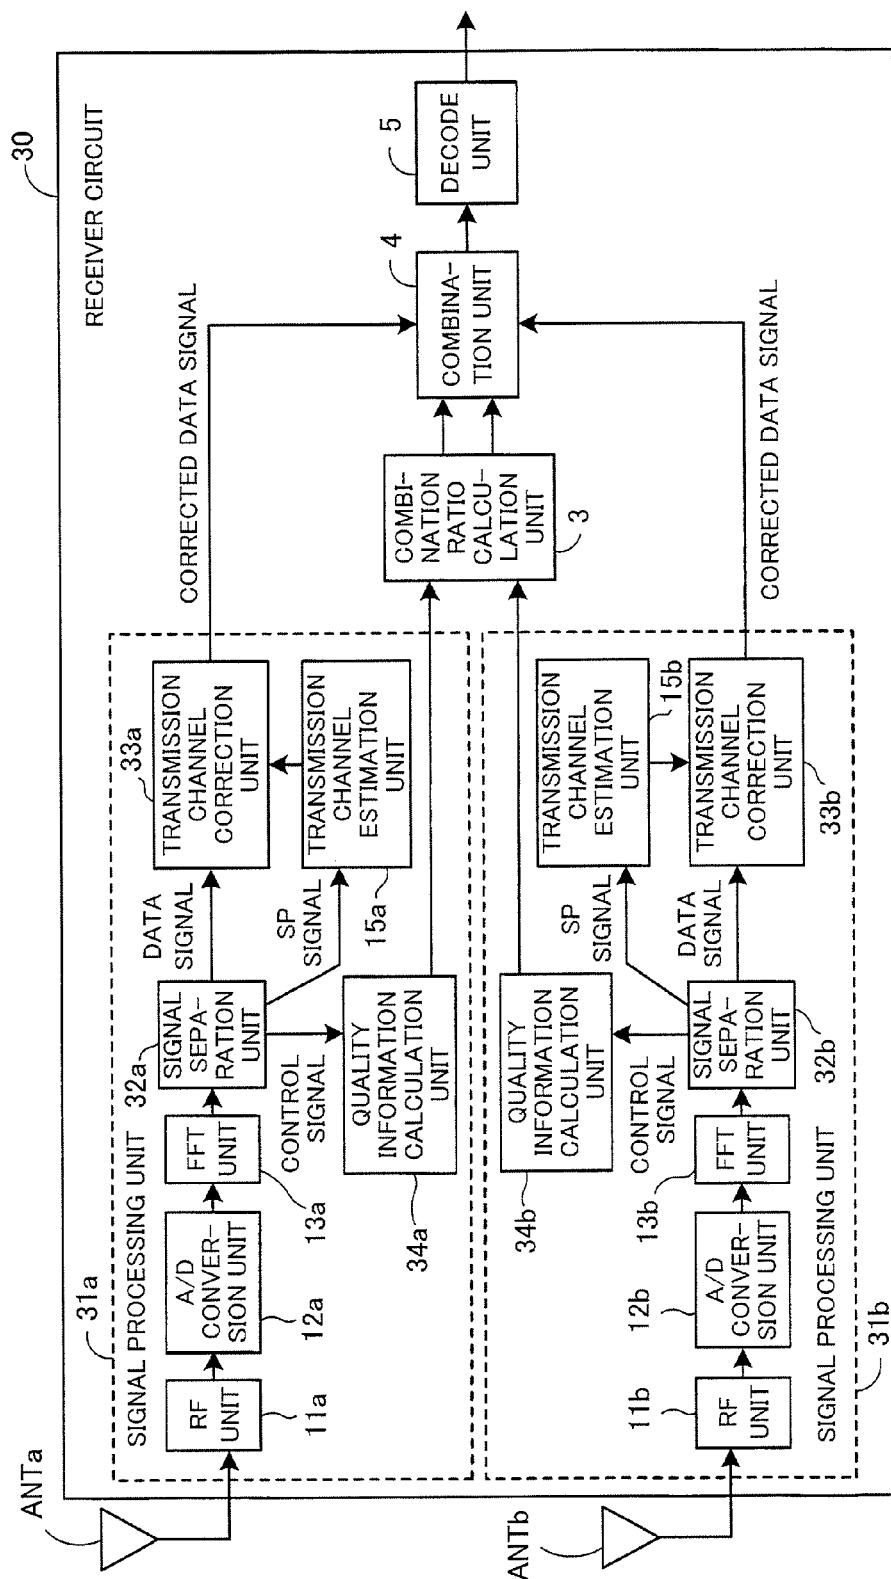 30
RECEIVER CIRCUIT
ANTa
31a
SIGNAL PROCESSING UNIT
RF
UNIT
11a
A/D
CONVER-
SION UNIT
12a
FFT
UNIT
13a
32a
SIGNAL
SEPA-
RATION
UNIT
DATA
SIGNAL
SP
SIGNAL
CONTROL
SIGNAL
33a
TRANSMISSION
CHANNEL
CORRECTION
UNIT
TRANSMISSION
CHANNEL
ESTIMATION
UNIT
15a
QUALITY
INFORMATION
CALCULATION
UNIT
34a
CORRECTED DATA SIGNAL
COMBI-
NATION
RATIO
CALCU-
LATION
UNIT
3
4
COMBINA-
TION UNIT
5
DECODE
UNIT
ANTb
31b
SIGNAL PROCESSING UNIT
RF
UNIT
11b
A/D
CONVER-
SION UNIT
12b
FFT
UNIT
13b
SIGNAL
SEPA-
RATION
UNIT
32b
CONTROL
SIGNAL
SP
SIGNAL
DATA
SIGNAL
QUALITY
INFORMATION
CALCULATION
UNIT
34b
TRANSMISSION
CHANNEL
ESTIMATION
UNIT
15b
TRANSMISSION
CHANNEL
CORRECTION
UNIT
33b
CORRECTED DATA SIGNAL